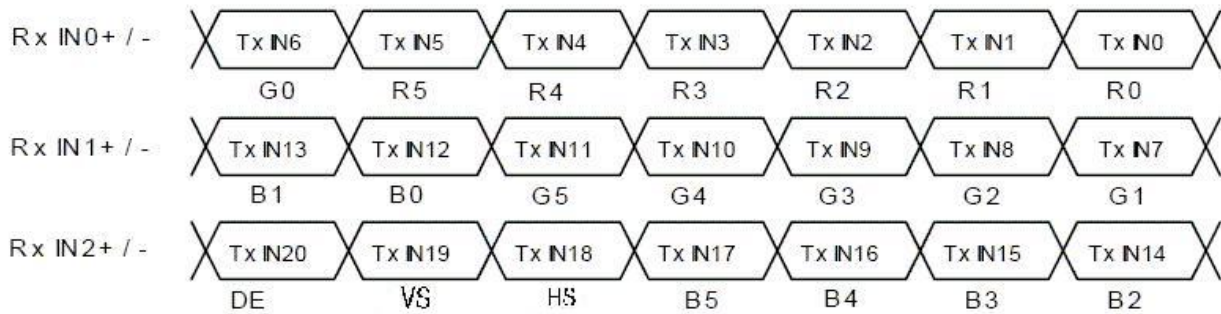 Rx IN0+ / - Tx IN6 Tx IN5 Tx IN4 Tx IN3 Tx IN2 Tx IN1 Tx IN0
G0 R5 R4 R3 R2 R1 R0
Rx IN1+ / - Tx IN13 Tx IN12 Tx IN11 Tx IN10 Tx IN9 Tx IN8 Tx IN7
B1 B0 G5 G4 G3 G2 G1
Rx IN2+ / - Tx IN20 Tx IN19 Tx IN18 Tx IN17 Tx IN16 Tx IN15 Tx IN14
DE VS HS B5 B4 B3 B2